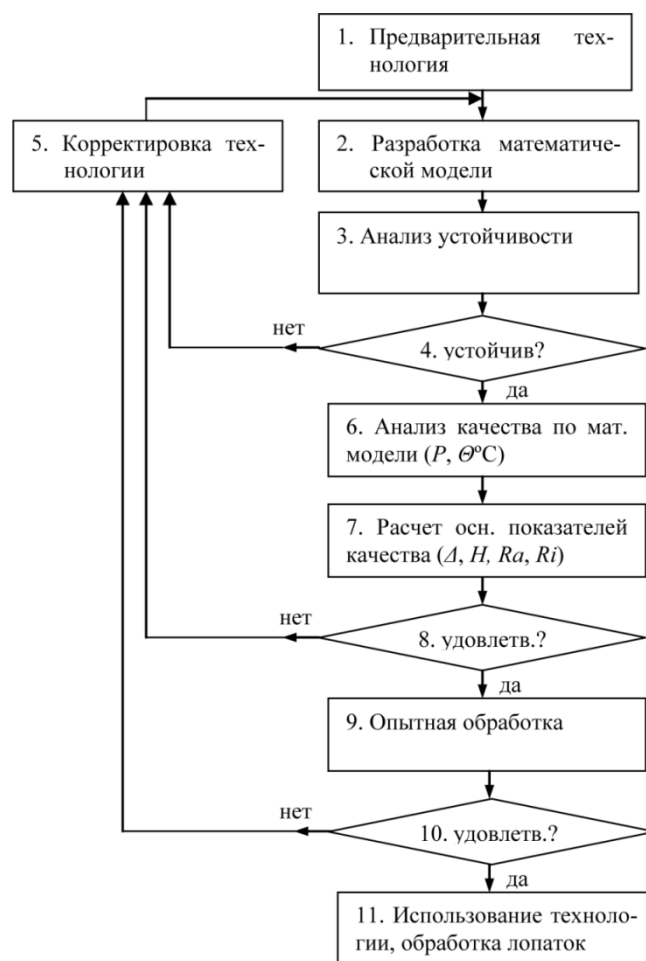 1. Предварительная тех-
нология
5. Корректировка тех-
нологии
2. Разработка математиче-
ской модели
3. Анализ устойчивости
нет
4. устойчив?
да
6. Анализ качества по мат.
модели (P, Θ°C)
7. Расчет осн. показателей
качества (Δ, H, Ra, Ri)
нет
8. удовлетв.?
да
9. Опытная обработка
нет
10. удовлетв.?
да
11. Использование техноло-
гии, обработка лопаток